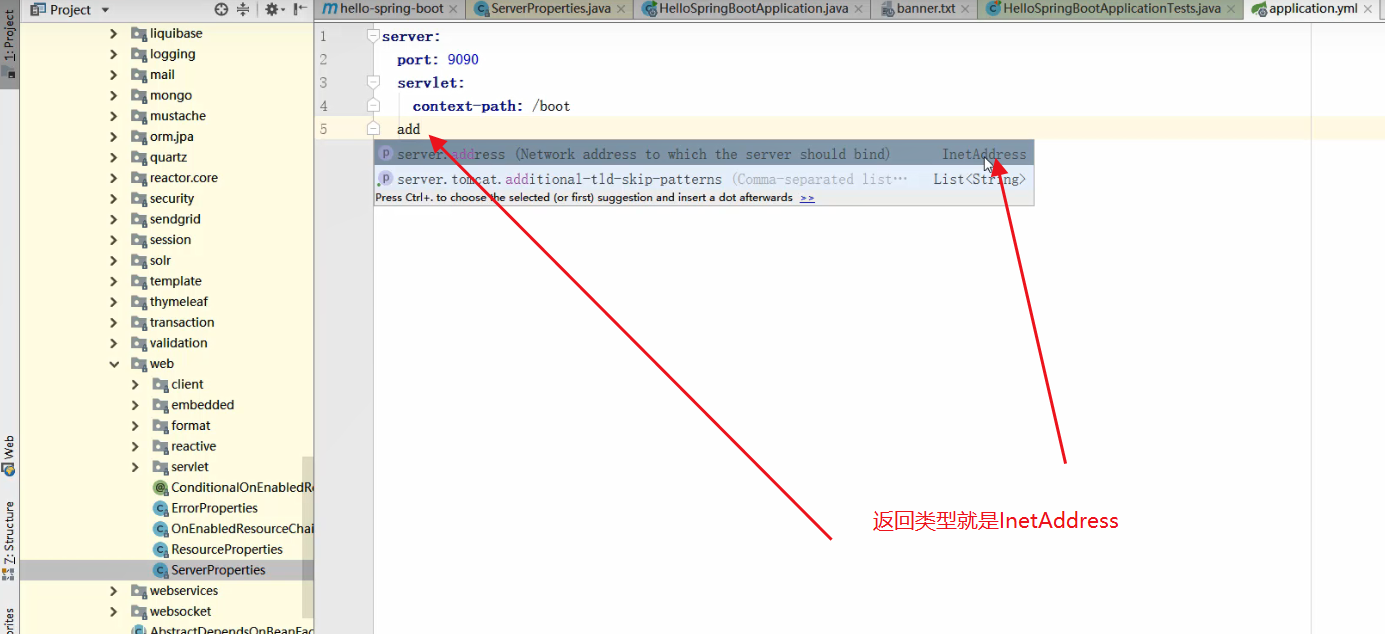 1: Project
Web
Z: Structure
rites
Project
hello-spring-boot
ServerProperties.java
HelloSpringBootApplication.java
banner.txt
HelloSpringBootApplicationTests.java
application.yml
liquibase
logging
mail
mongo
mustache
orm.jpa
quartz
reactor.core
security
sendgrid
session
solr
template
thymeleaf
transaction
validation
web
client
embedded
format
reactive
servlet
ConditionalOnEnabledRe
ErrorProperties
OnEnabledResourceChai
ResourceProperties
ServerProperties
webservices
websocket
AbstractDependsOnBeanFac
1 server:
2 port: 9090
3 servlet:
4 context-path: /boot
5 add
server.address (Network address to which the server should bind) InetAddress
server.tomcat.additional-tld-skip-patterns (Comma-separated list… List<String>
Press Ctrl+. to choose the selected (or first) suggestion and insert a dot afterwards >>
返回类型就是InetAddress